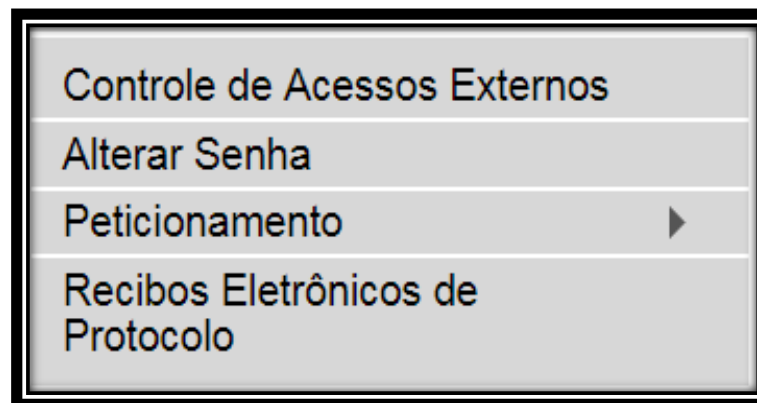 Controle de Acessos Externos
Alterar Senha
Peticionamento
Recibos Eletrônicos de
Protocolo